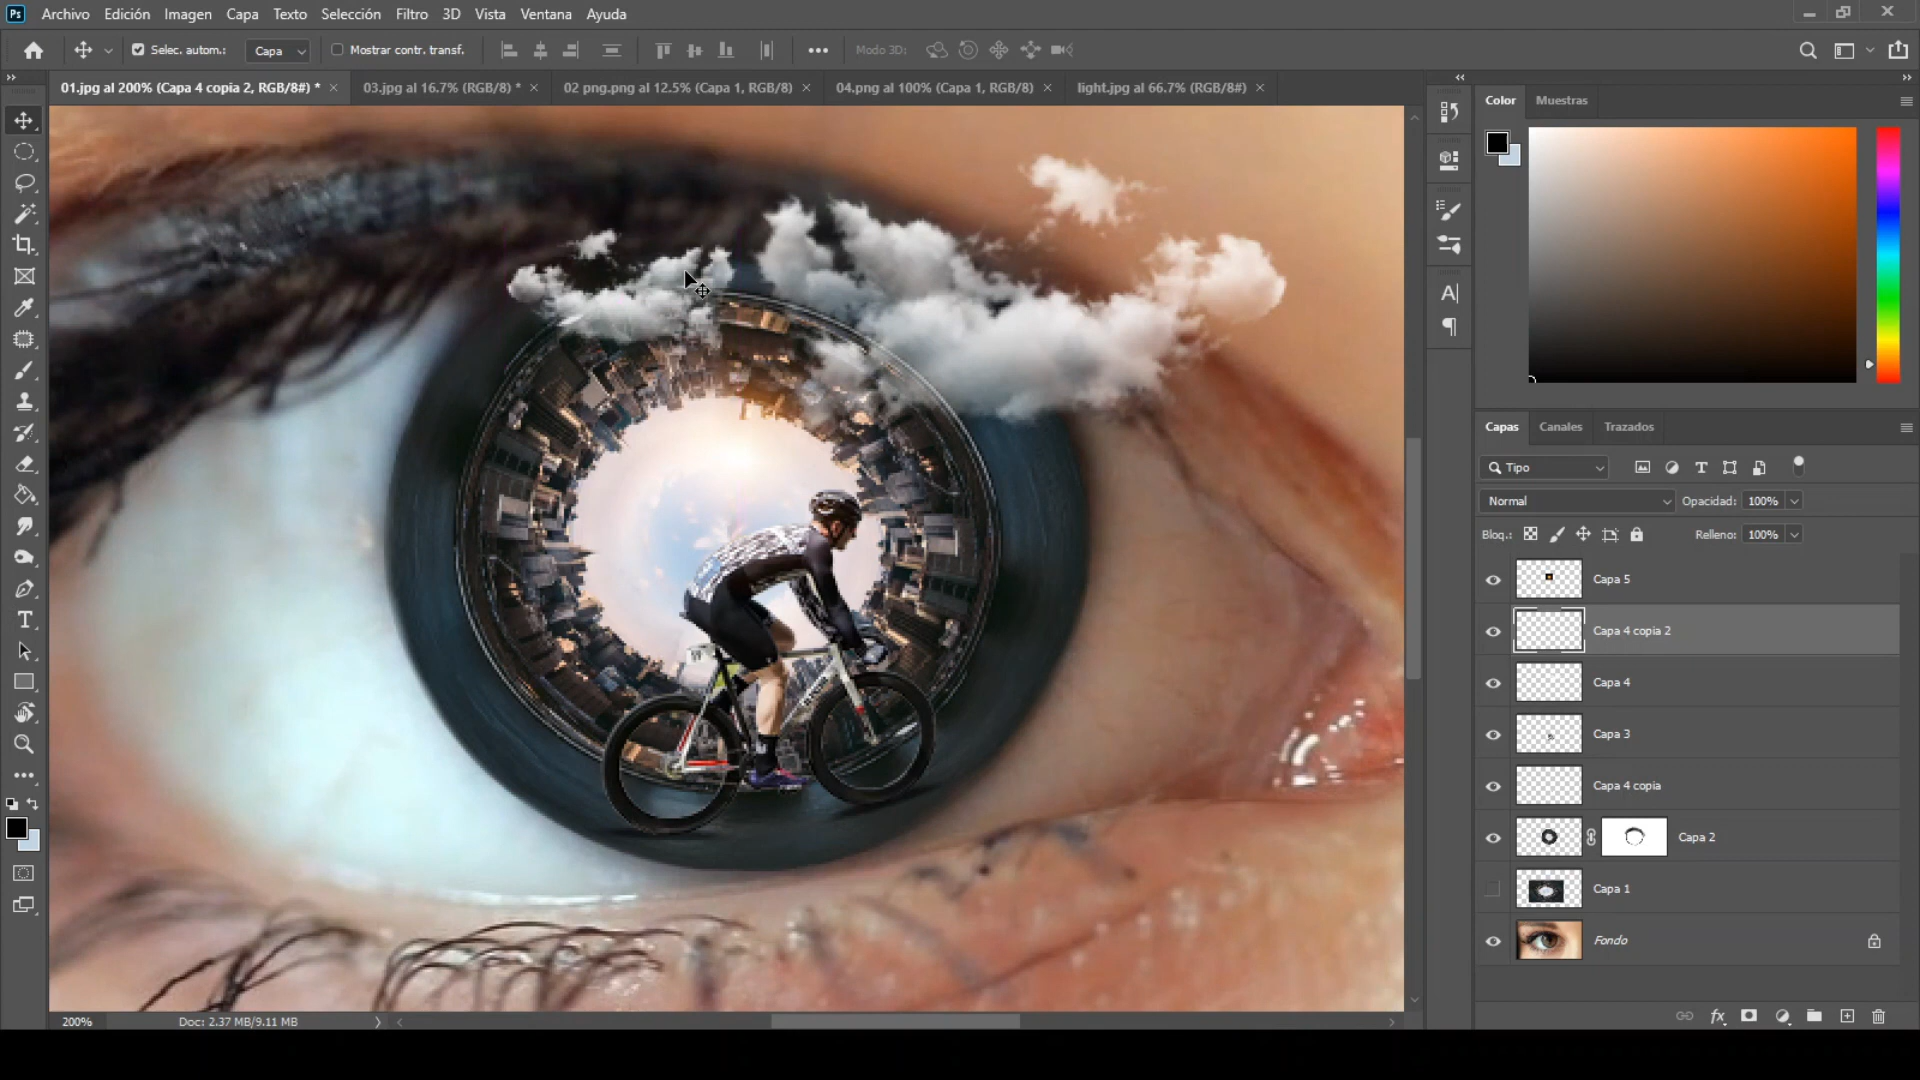 Ps Archivo Edición Imagen Capa Texto Selección Filtro 3D Vista Ventana Ayuda
Selec. autom.: Capa Mostrar contr. transf. Modo 3D:
01.jpg al 200% (Capa 4 copia 2, RGB/8#) * 03.jpg al 16.7% (RGB/8) * 02 png.png al 12.5% (Capa 1, RGB/8) 04.png al 100% (Capa 1, RGB/8) light.jpg al 66.7% (RGB/8#)
Color Muestras
Capas Canales Trazados
Tipo
Normal Opacidad: 100%
Bloq.: Relleno: 100%
Capa 5
Capa 4 copia 2
Capa 4
Capa 3
Capa 4 copia
Capa 2
Capa 1
Fondo
200% Doc: 2.37 MB/9.11 MB